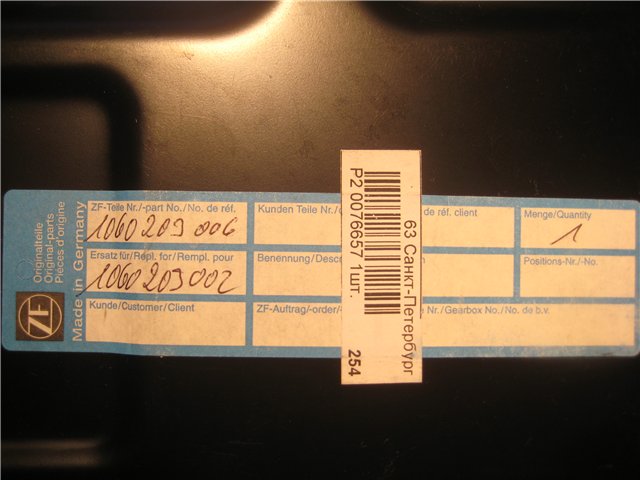 Originalteile
Original-parts
Pièces d'origine
ZF
Made in Germany
ZF-Teile Nr./-part No./No. de réf.
1060 209 006
Ersatz für/Repl. for/Rempl. pour
1060 209 002
Kunde/Customer/Client
Kunden Teile Nr./
de réf. client
Menge/Quantity
1
Benennung/Desc
Positions-Nr./-No.
ZF-Auftrag/-order/
Nr./Gearbox No./No. de b.v.
63 Санкт-Петербург
P2 0076657 1шт.
254